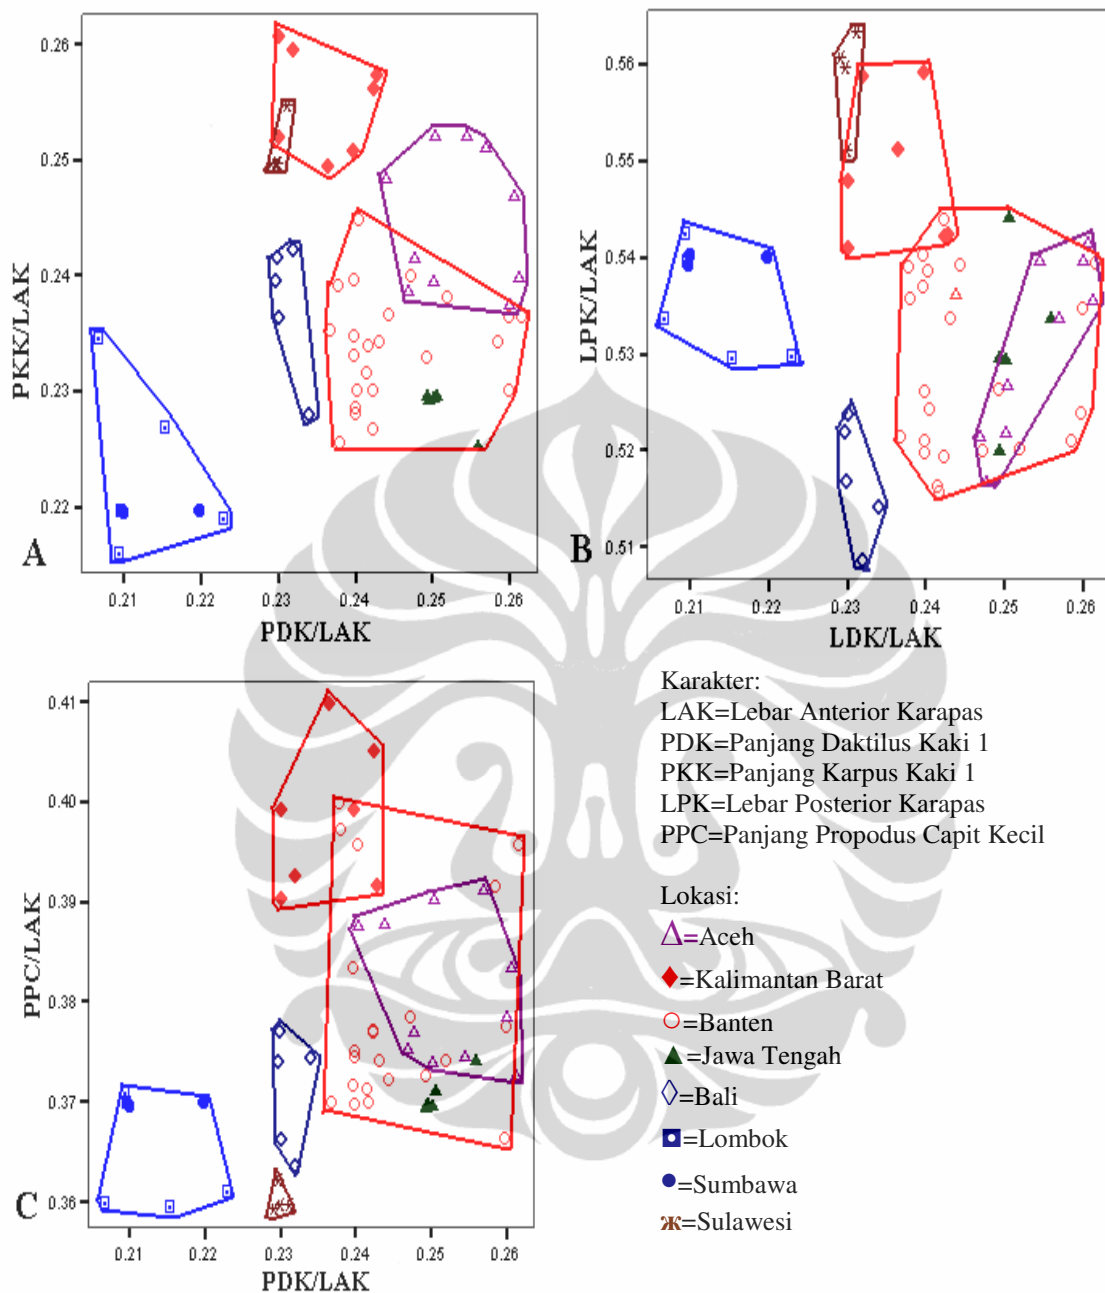 0.26
0.25
0.24
0.23
0.22
PKK/LAK
A
0.21
0.22
0.23
0.24
0.25
0.26
PDK/LAK
0.56
0.55
0.54
0.53
0.52
0.51
LPK/LAK
B
0.21
0.22
0.23
0.24
0.25
0.26
LDK/LAK
0.41
0.40
0.39
0.38
0.37
0.36
PPC/LAK
C
0.21
0.22
0.23
0.24
0.25
0.26
PDK/LAK
Karakter:
LAK=Lebar Anterior Karapas
PDK=Panjang Daktilus Kaki 1
PKK=Panjang Karpus Kaki 1
LPK=Lebar Posterior Karapas
PPC=Panjang Propodus Capit Kecil
Lokasi:
=Aceh
=Kalimantan Barat
=Banten
=Jawa Tengah
=Bali
=Lombok
=Sumbawa
=Sulawesi